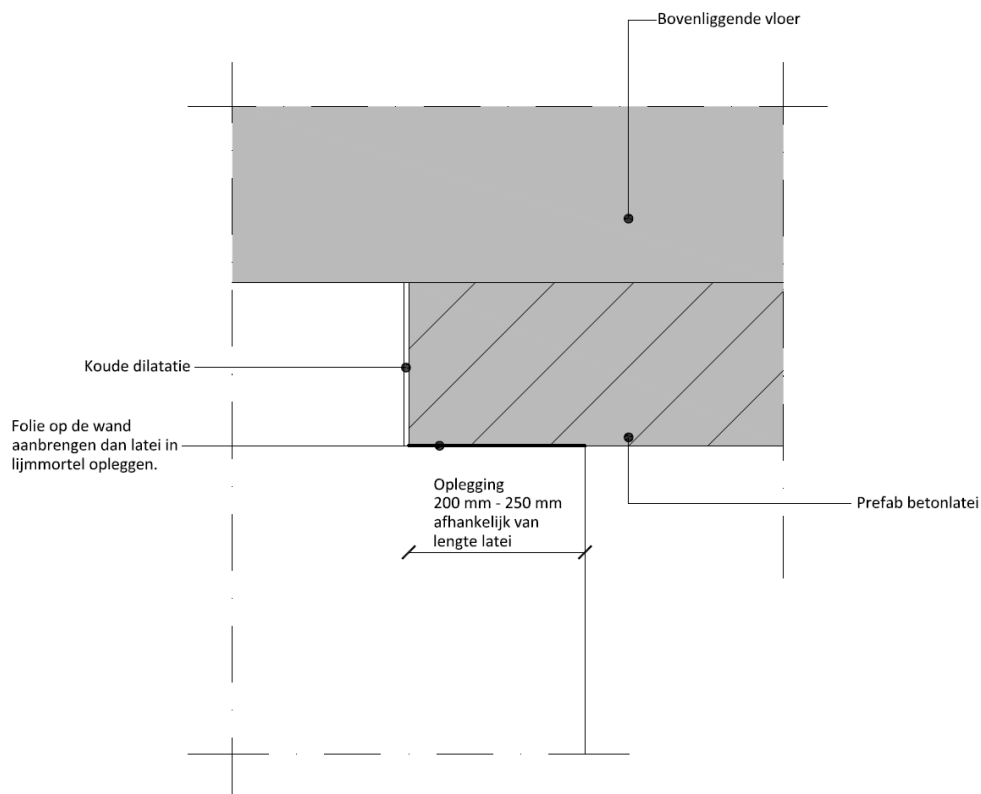 Bovenliggende vloer
Koude dilatatie
Folie op de wand
aanbrengen dan latei in
lijmmortel opleggen.
Oplegging
200 mm - 250 mm
afhankelijk van
lengte latei
Prefab betonlatei